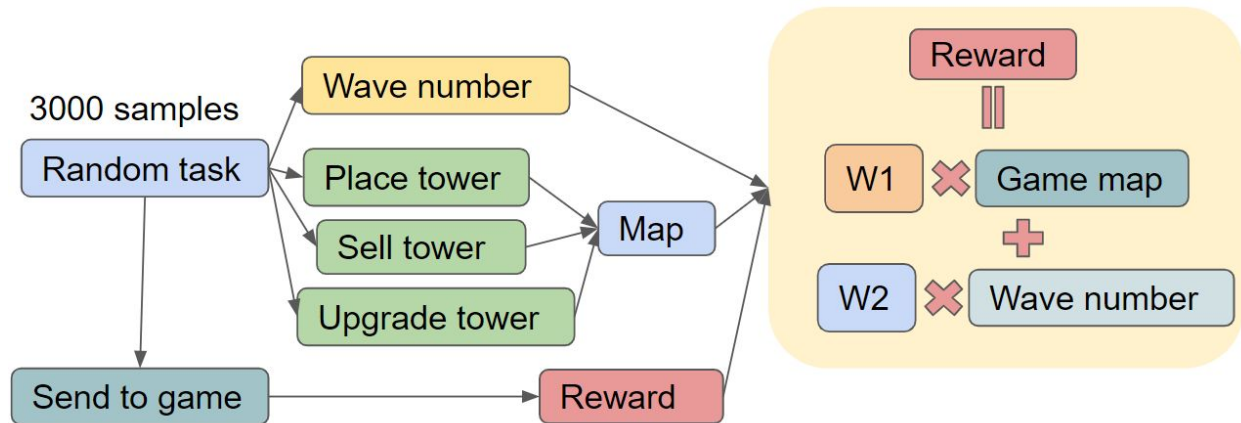 3000 samples
Random task
Wave number
Place tower
Sell tower
Upgrade tower
Map
Send to game
Reward
Reward
W1
Game map
W2
Wave number